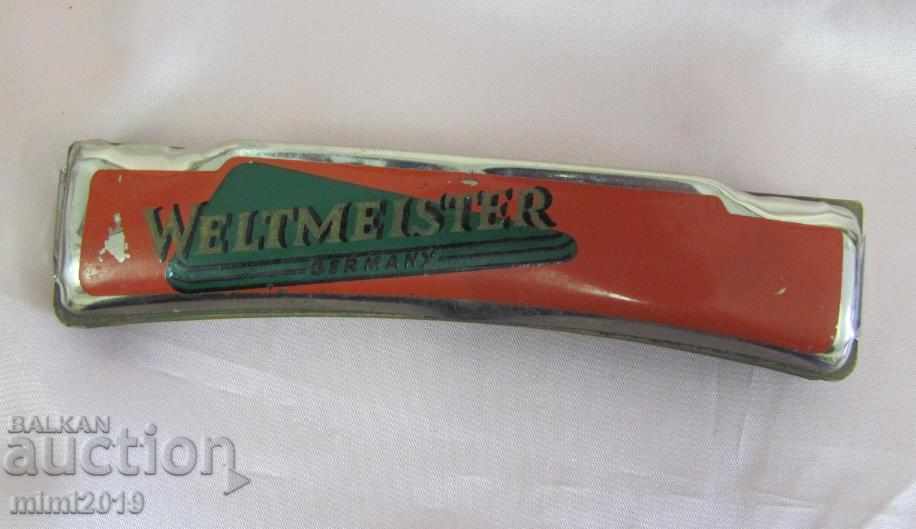 WELTMEISTER
GERMANY
BALKAN
auction
mimi2019